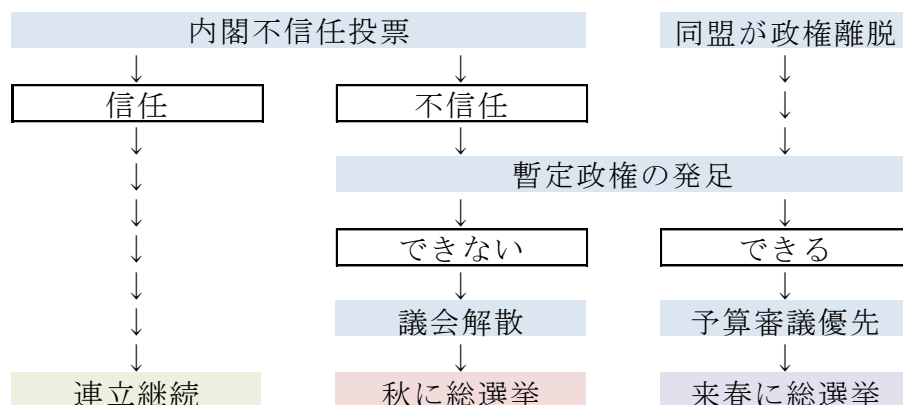 内閣不信任投票 同盟が政権離脱
↓ ↓ ↓
信任 不信任 ↓
↓ ↓ ↓
↓ 暫定政権の発足
↓ ↓ ↓
↓ できない できる
↓ ↓ ↓
↓ 議会解散 予算審議優先
↓ ↓ ↓
連立継続 秋に総選挙 来春に総選挙